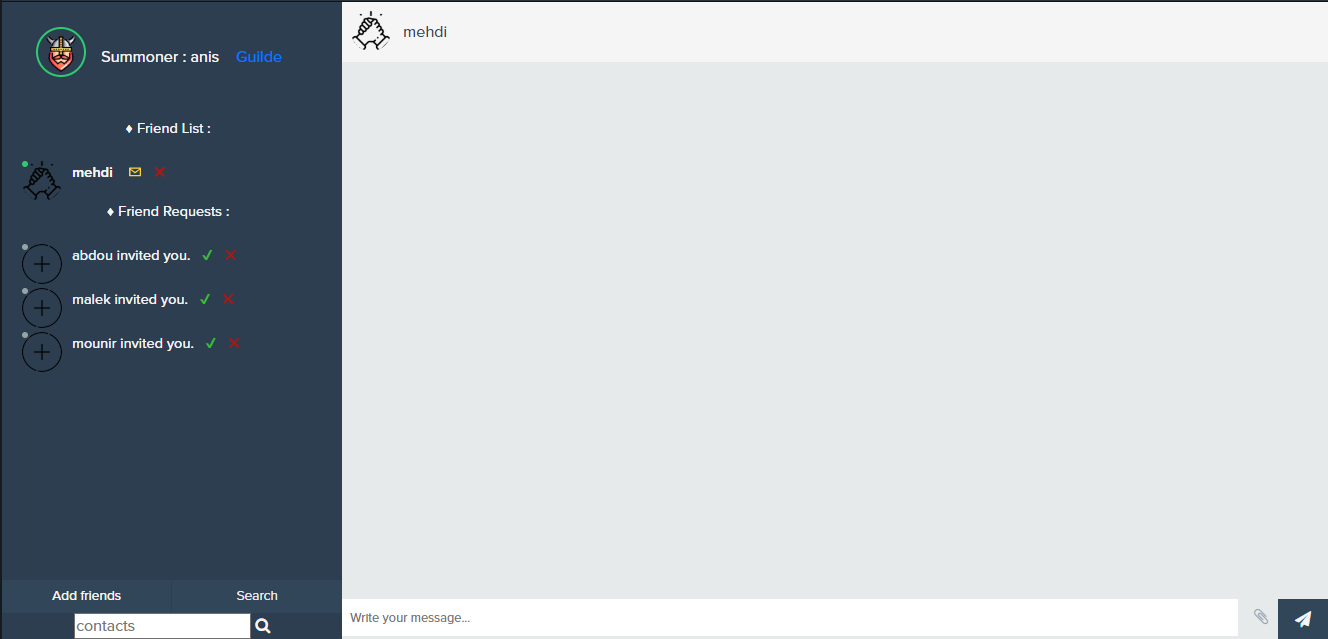 Summoner : anis Guilde
♦ Friend List :
mehdi
♦ Friend Requests :
abdou invited you.
malek invited you.
mounir invited you.
Add friends Search
contacts
mehdi
Write your message...